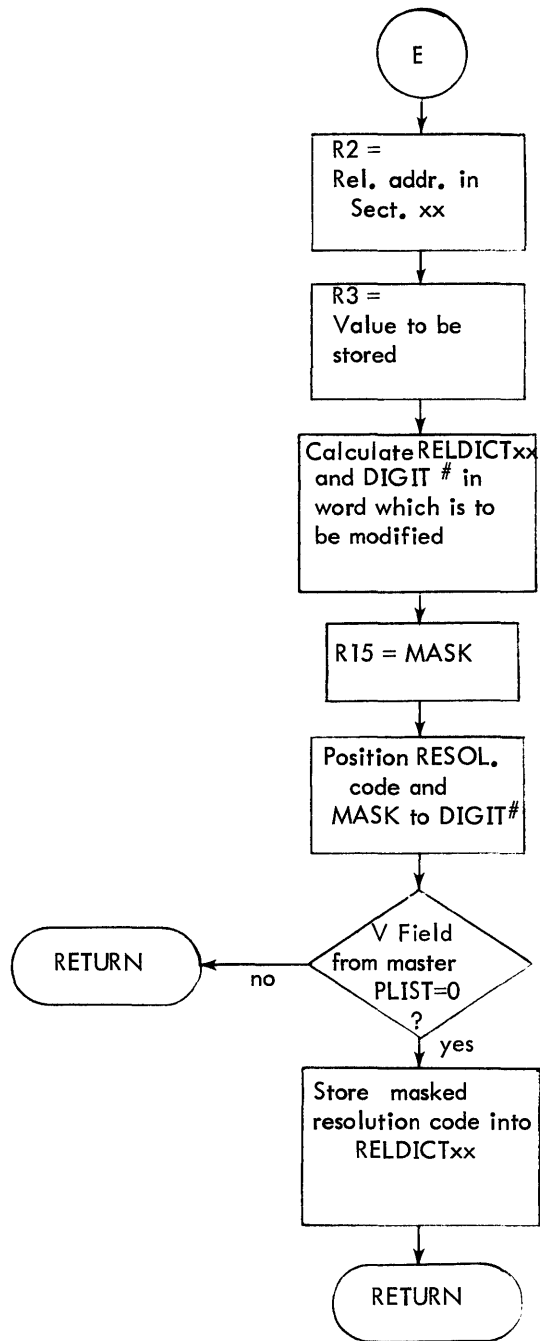 E
R2 =
Rel. addr. in
Sect. xx
R3 =
Value to be
stored
Calculate RELDICTxx
and DIGIT # in
word which is to
be modified
R15 = MASK
Position RESOL.
code and
MASK to DIGIT#
V Field
from master
PLIST=0
?
no
RETURN
yes
Store masked
resolution code into
RELDICTxx
RETURN